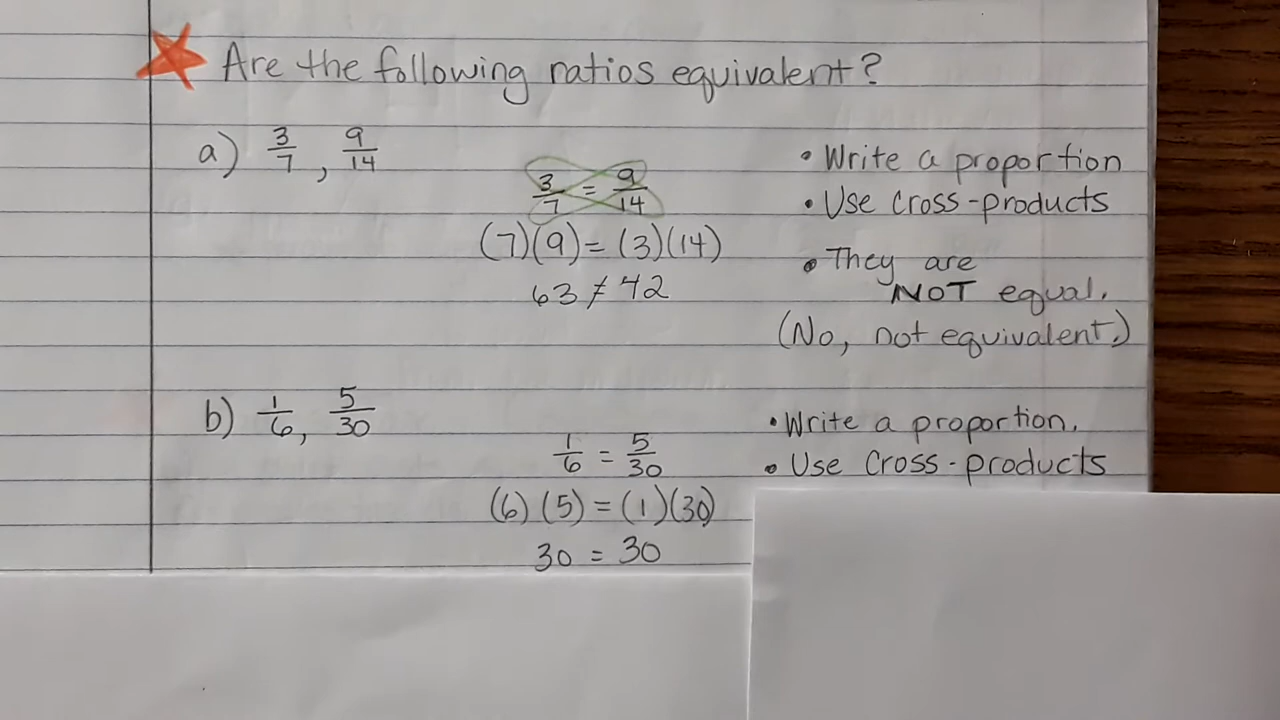 Are the following ratios equivalent?
a) 3/7, 9/14
3/7 = 9/14
(7)(9) = (3)(14)
63 ≠ 42
• Write a proportion
• Use cross-products
• They are
NOT equal.
(No, not equivalent.)
b) 1/6, 5/30
1/6 = 5/30
(6)(5) = (1)(30)
30 = 30
• Write a proportion.
• Use cross-products